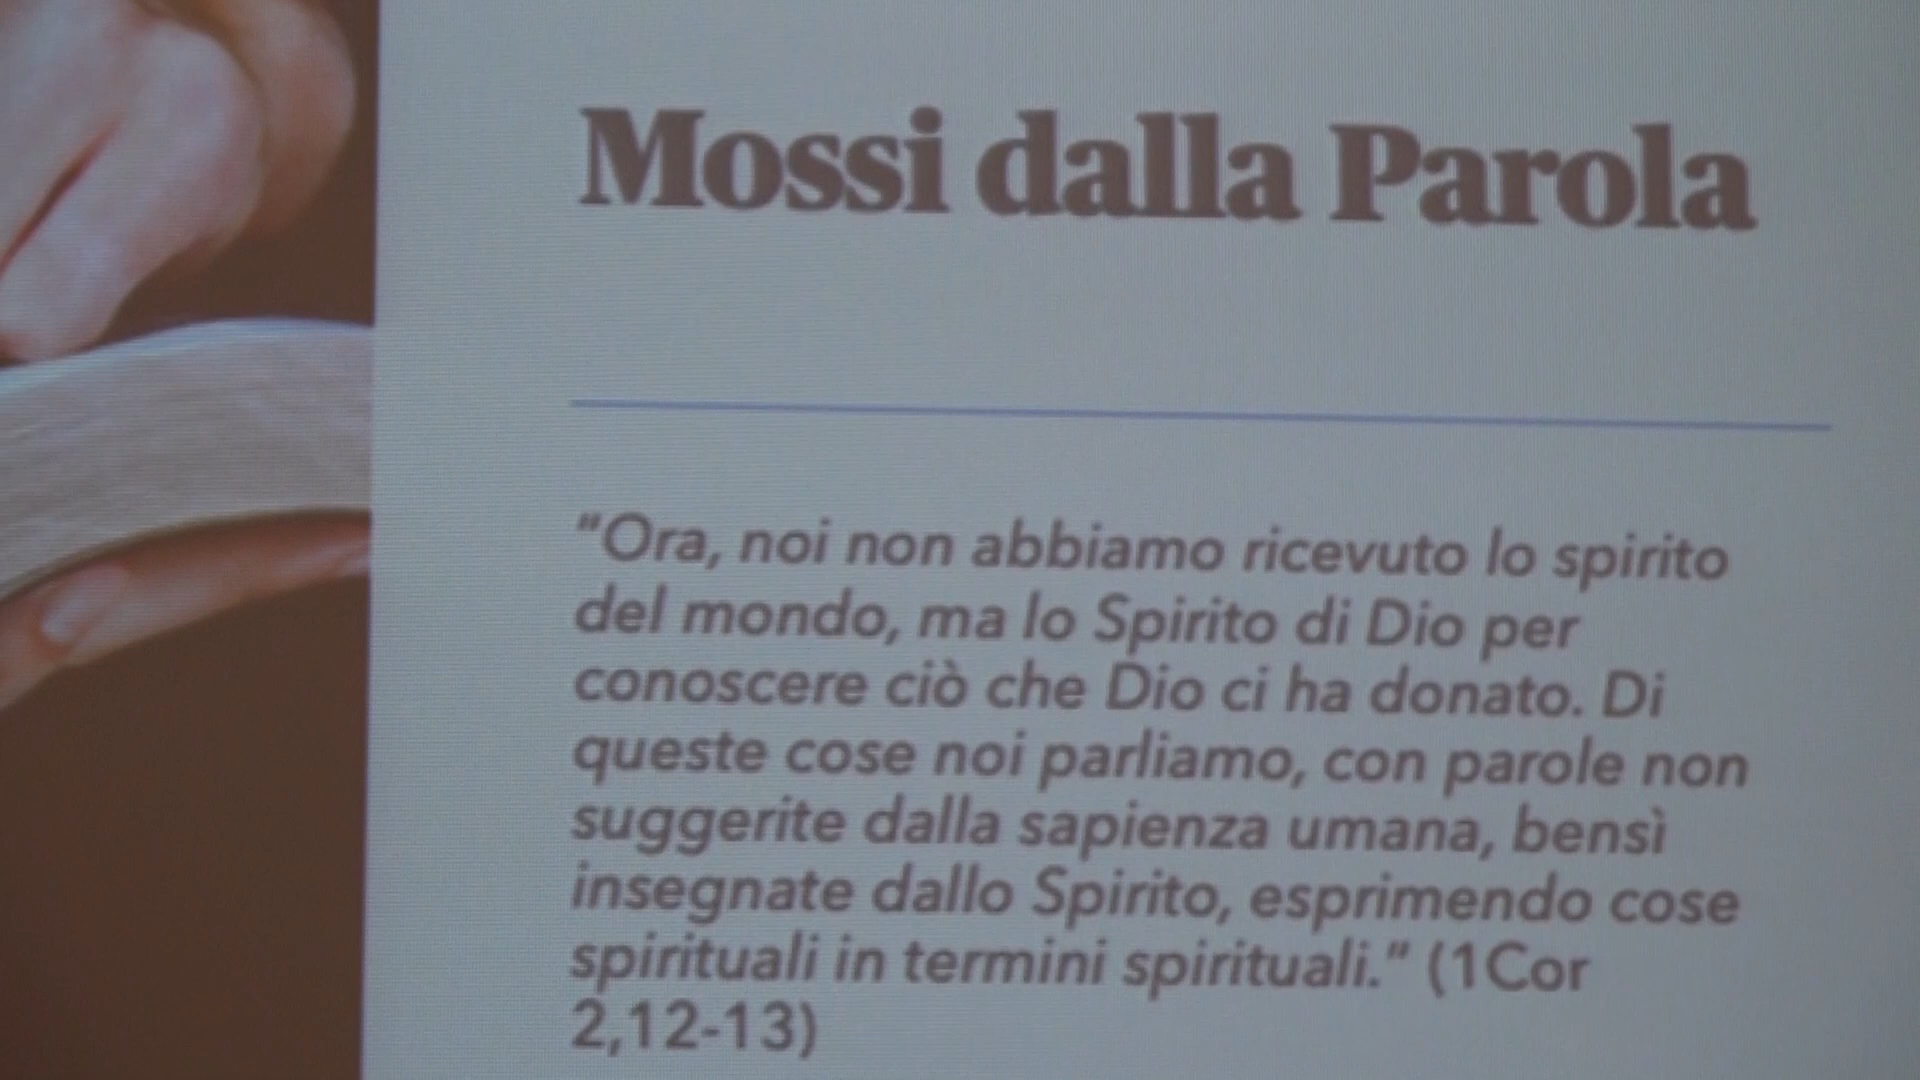 Mossi dalla Parola
"Ora, noi non abbiamo ricevuto lo spirito
del mondo, ma lo Spirito di Dio per
conoscere ciò che Dio ci ha donato. Di
queste cose noi parliamo, con parole non
suggerite dalla sapienza umana, bensì
insegnate dallo Spirito, esprimendo cose
spirituali in termini spirituali." (1Cor
2,12-13)